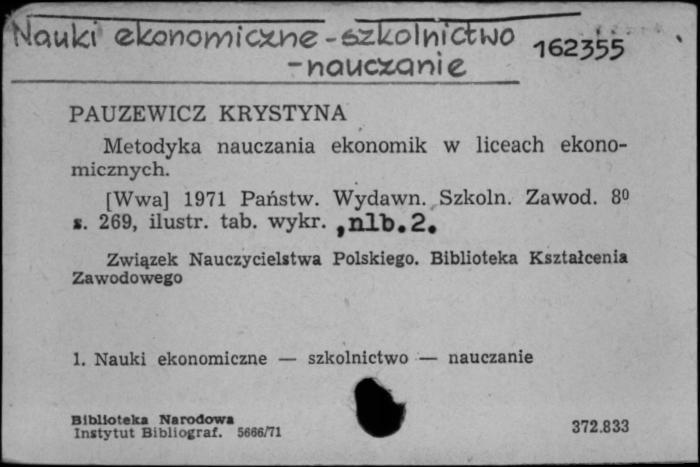 Nauki ekonomiczne - szkolnictwo
- nauczanie
162355
PAUZEWICZ KRYSTYNA
Metodyka nauczania ekonomik w liceach ekono-
micznych.
[Wwa] 1971 Państw. Wydawn. Szkoln. Zawod. 8⁰
s. 269, ilustr. tab. wykr. ,nlb.2.
Związek Nauczycielstwa Polskiego. Biblioteka Kształcenia
Zawodowego
1. Nauki ekonomiczne — szkolnictwo — nauczanie
Biblioteka Narodowa
Instytut Bibliograf. 5666/71
372.833